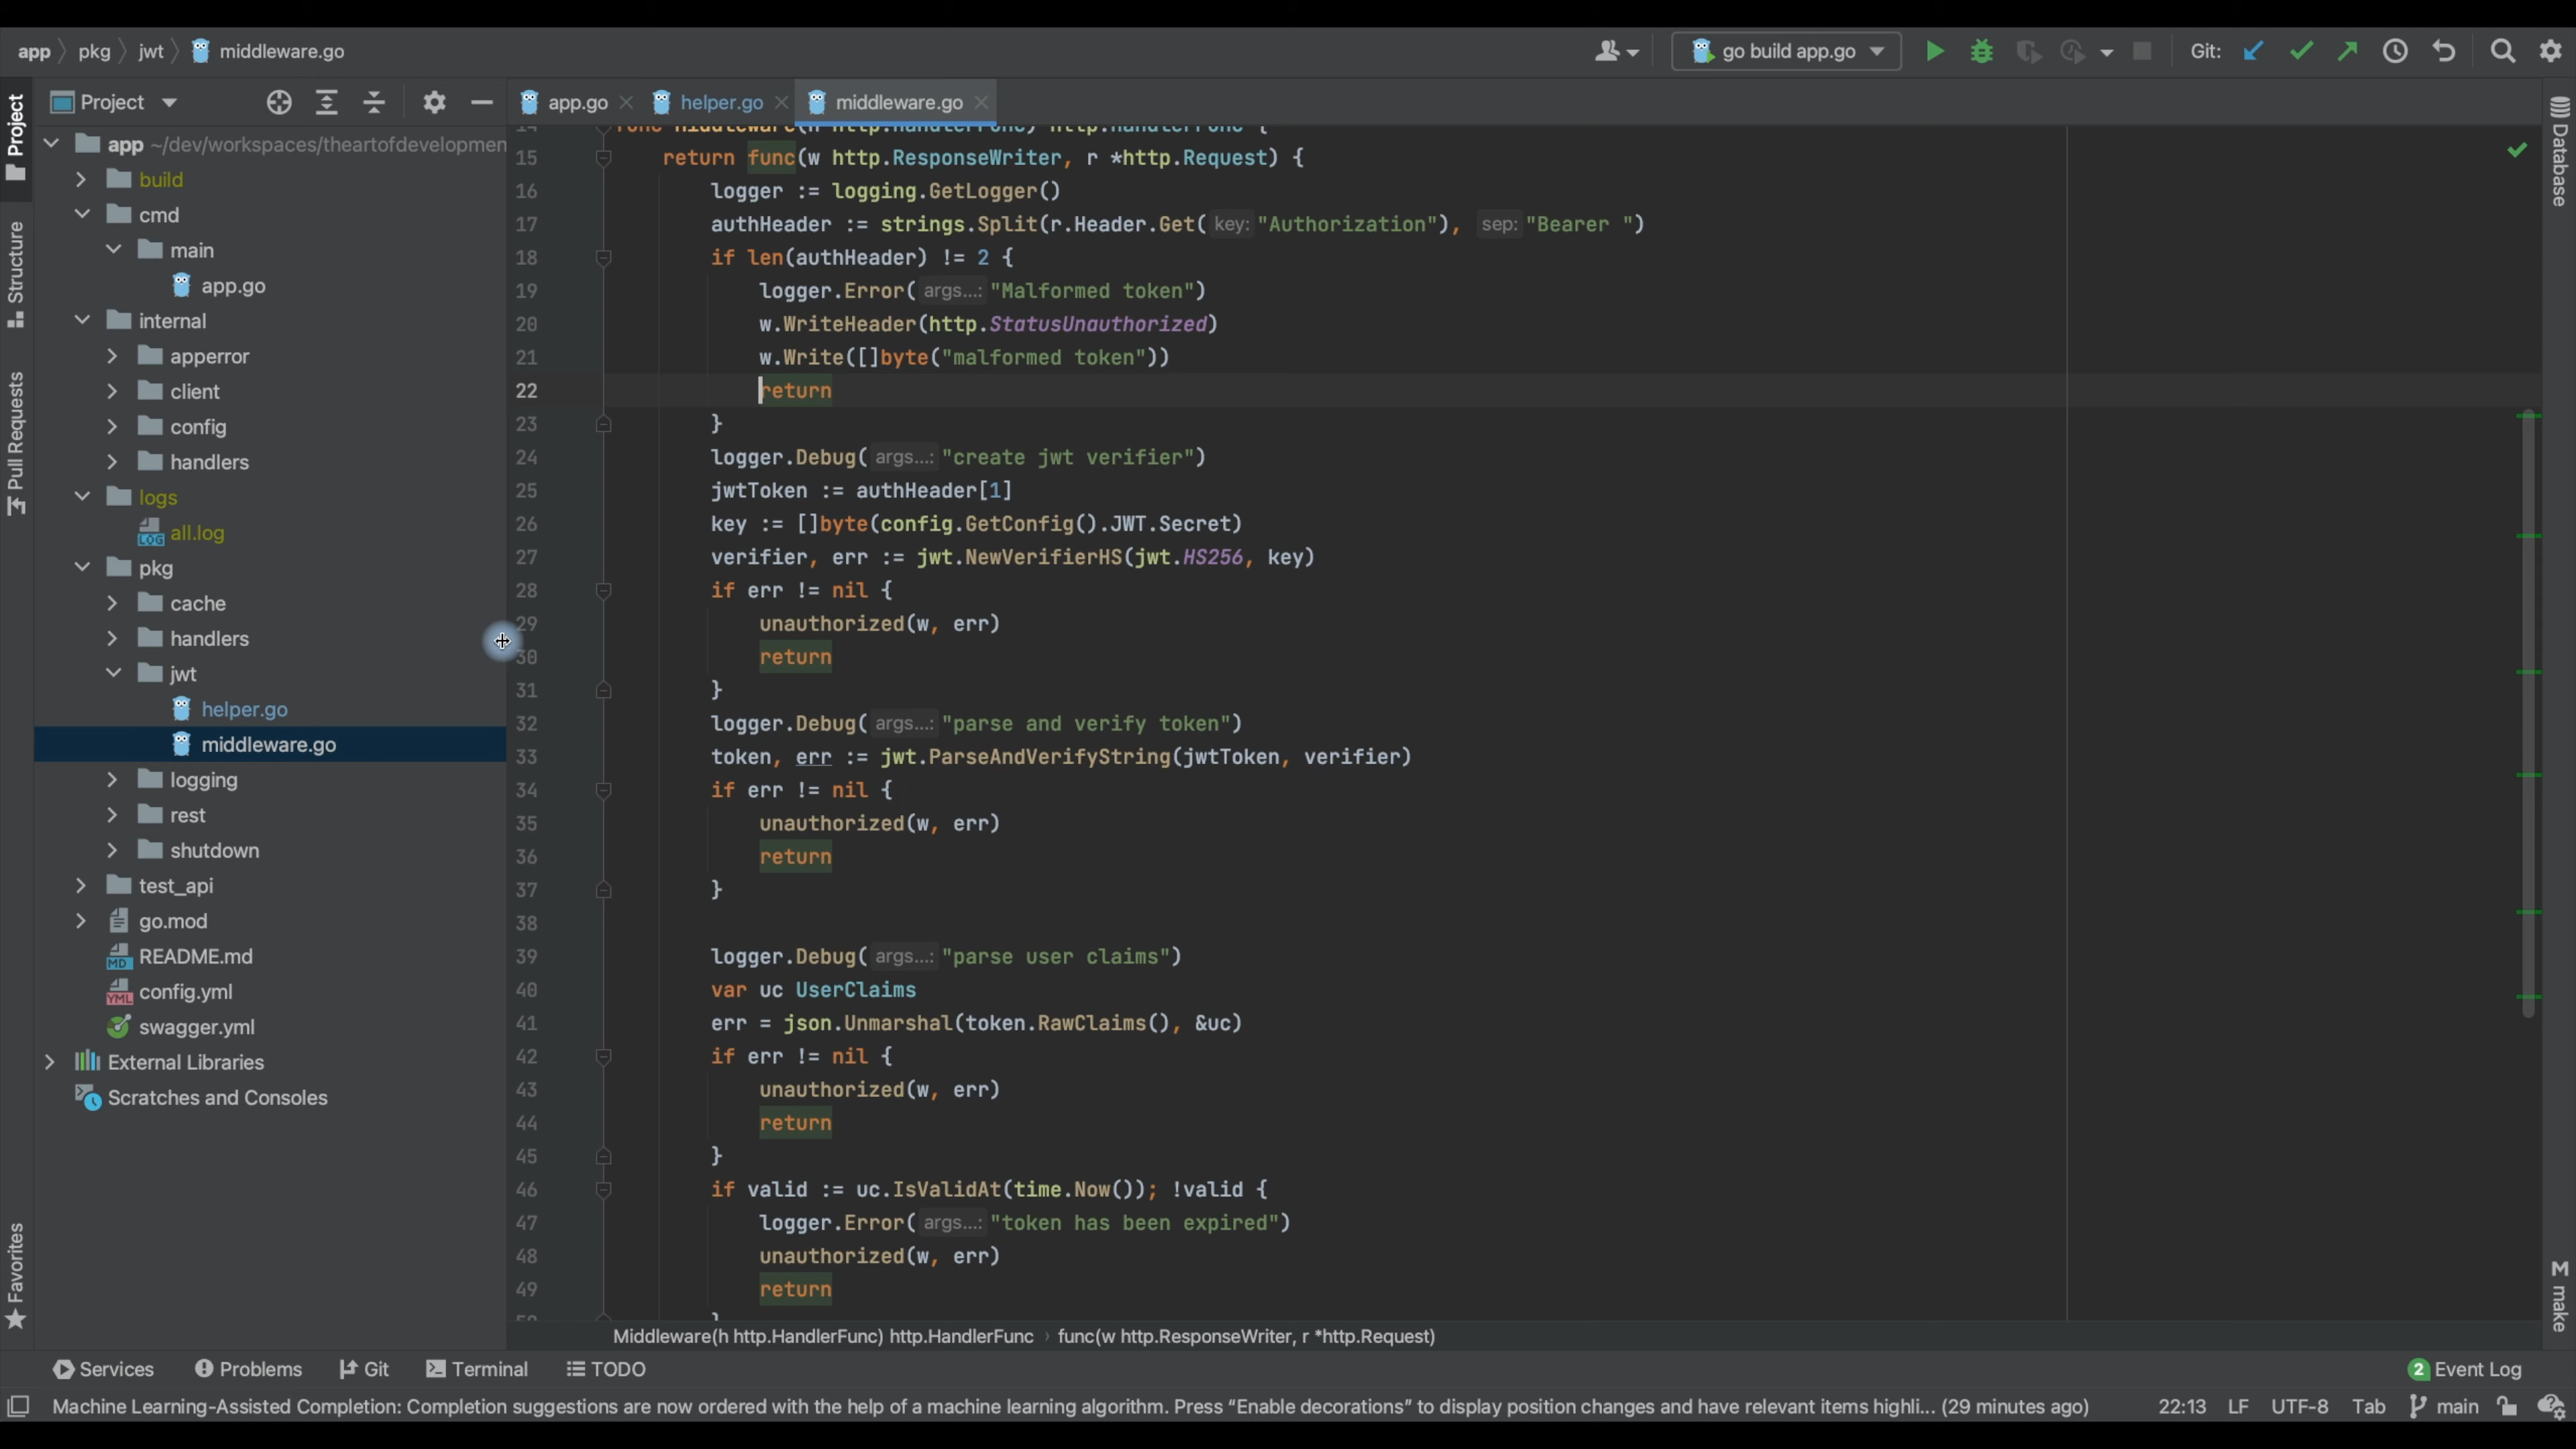 app pkg jwt middleware.go
go build app.go Git:
Project
app.go helper.go middleware.go
Project
Structure
Pull Requests
Favorites
app ~/dev/workspaces/theartofdevelopmen
build
cmd
main
app.go
internal
apperror
client
config
handlers
logs
all.log
pkg
cache
handlers
jwt
helper.go
middleware.go
logging
rest
shutdown
test_api
go.mod
README.md
config.yml
swagger.yml
External Libraries
Scratches and Consoles
14 func Middleware(h http.HandlerFunc) http.HandlerFunc {
15 return func(w http.ResponseWriter, r *http.Request) {
16 logger := logging.GetLogger()
17 authHeader := strings.Split(r.Header.Get( key: "Authorization"), sep: "Bearer ")
18 if len(authHeader) != 2 {
19 logger.Error( args...: "Malformed token")
20 w.WriteHeader(http.StatusUnauthorized)
21 w.Write([]byte("malformed token"))
22 return
23 }
24 logger.Debug( args...: "create jwt verifier")
25 jwtToken := authHeader[1]
26 key := []byte(config.GetConfig().JWT.Secret)
27 verifier, err := jwt.NewVerifierHS(jwt.HS256, key)
28 if err != nil {
29 unauthorized(w, err)
30 return
31 }
32 logger.Debug( args...: "parse and verify token")
33 token, err := jwt.ParseAndVerifyString(jwtToken, verifier)
34 if err != nil {
35 unauthorized(w, err)
36 return
37 }
38
39 logger.Debug( args...: "parse user claims")
40 var uc UserClaims
41 err = json.Unmarshal(token.RawClaims(), &uc)
42 if err != nil {
43 unauthorized(w, err)
44 return
45 }
46 if valid := uc.IsValidAt(time.Now()); !valid {
47 logger.Error( args...: "token has been expired")
48 unauthorized(w, err)
49 return
50 }
Database
make
Middleware(h http.HandlerFunc) http.HandlerFunc › func(w http.ResponseWriter, r *http.Request)
Services Problems Git Terminal TODO 2 Event Log
Machine Learning-Assisted Completion: Completion suggestions are now ordered with the help of a machine learning algorithm. Press “Enable decorations” to display position changes and have relevant items highli... (29 minutes ago) 22:13 LF UTF-8 Tab main